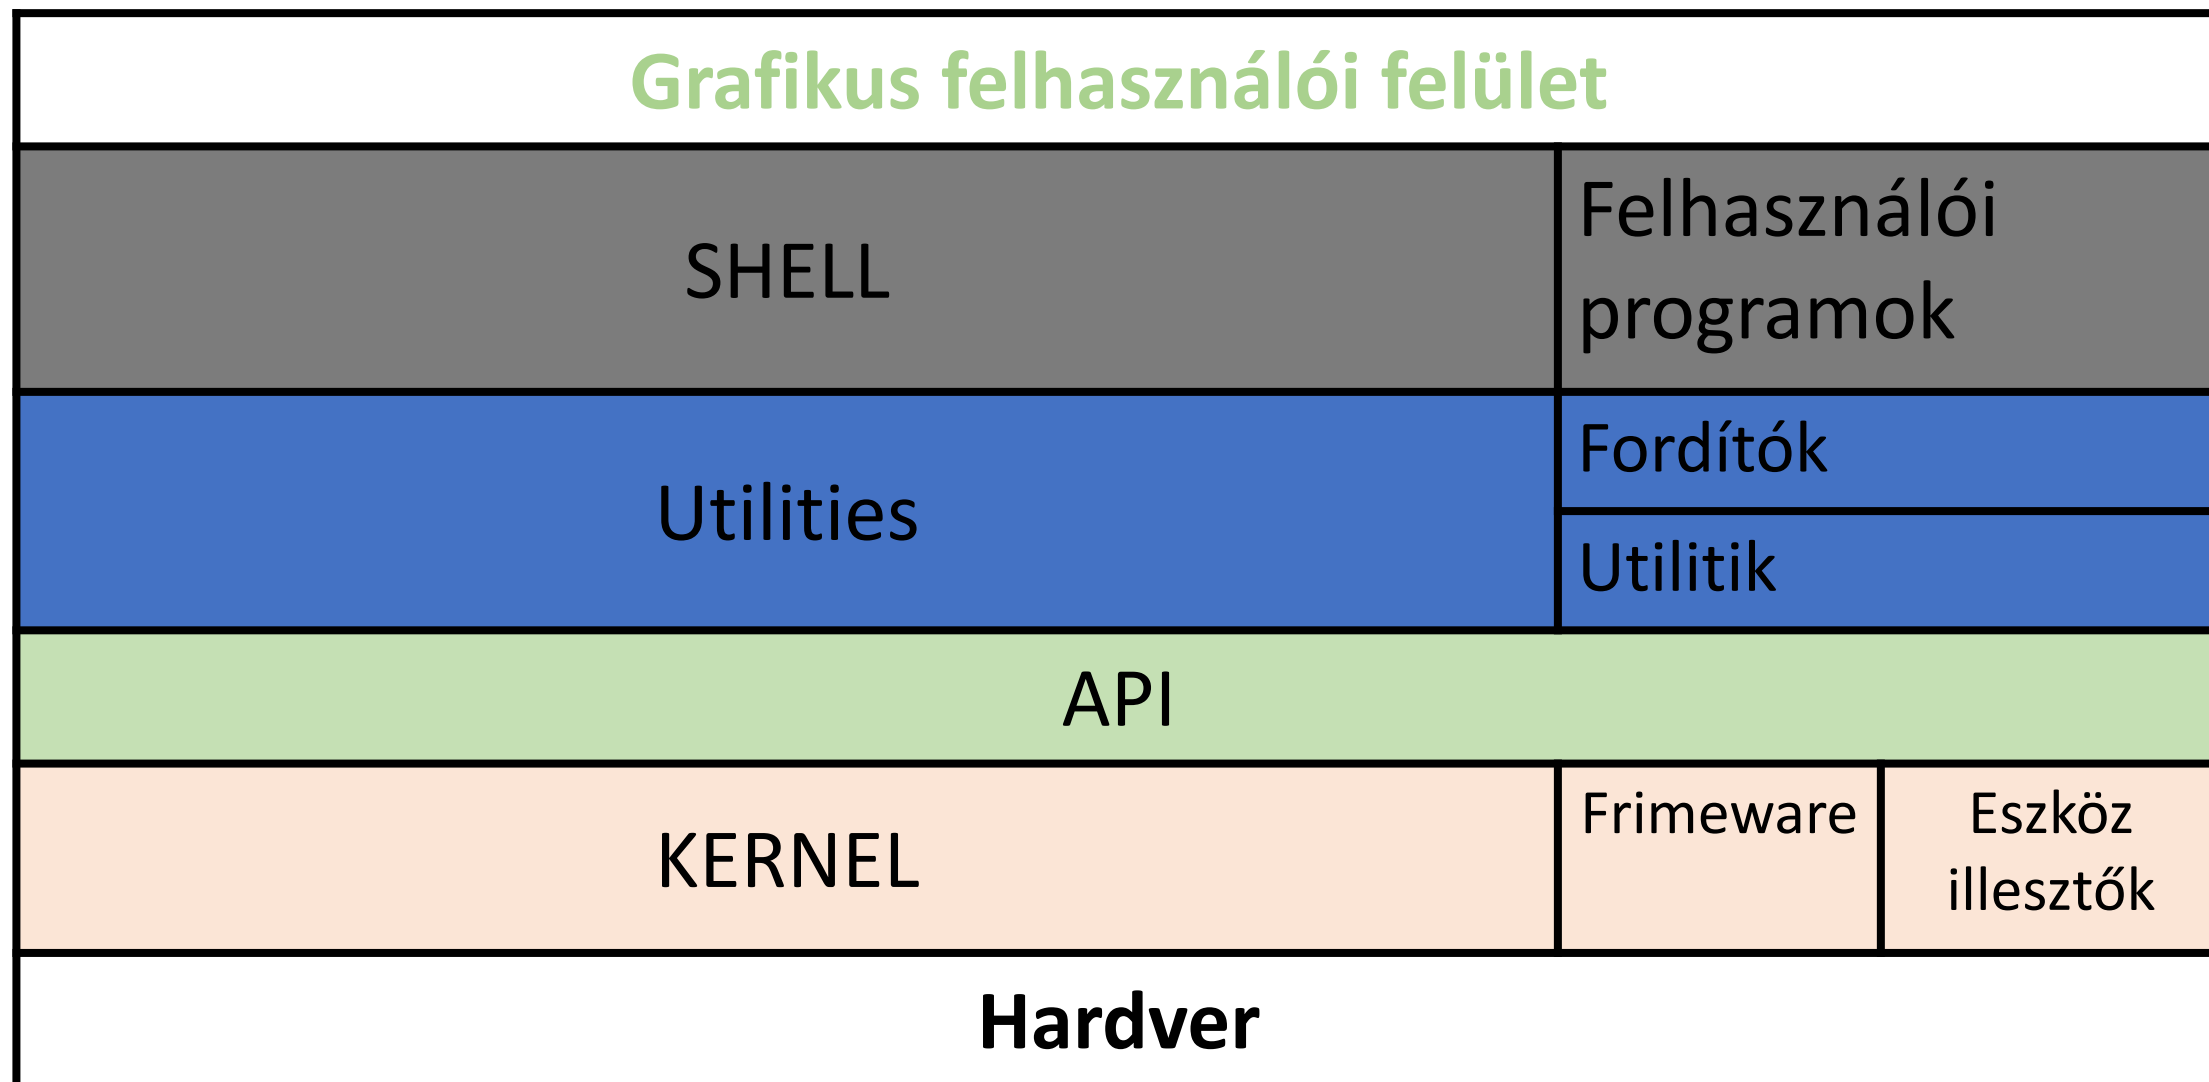 Grafikus felhasználói felület
SHELL
Felhasználói
programok
Utilities
Fordítók
Utilitik
API
KERNEL
Frimeware
Eszköz
illesztők
Hardver